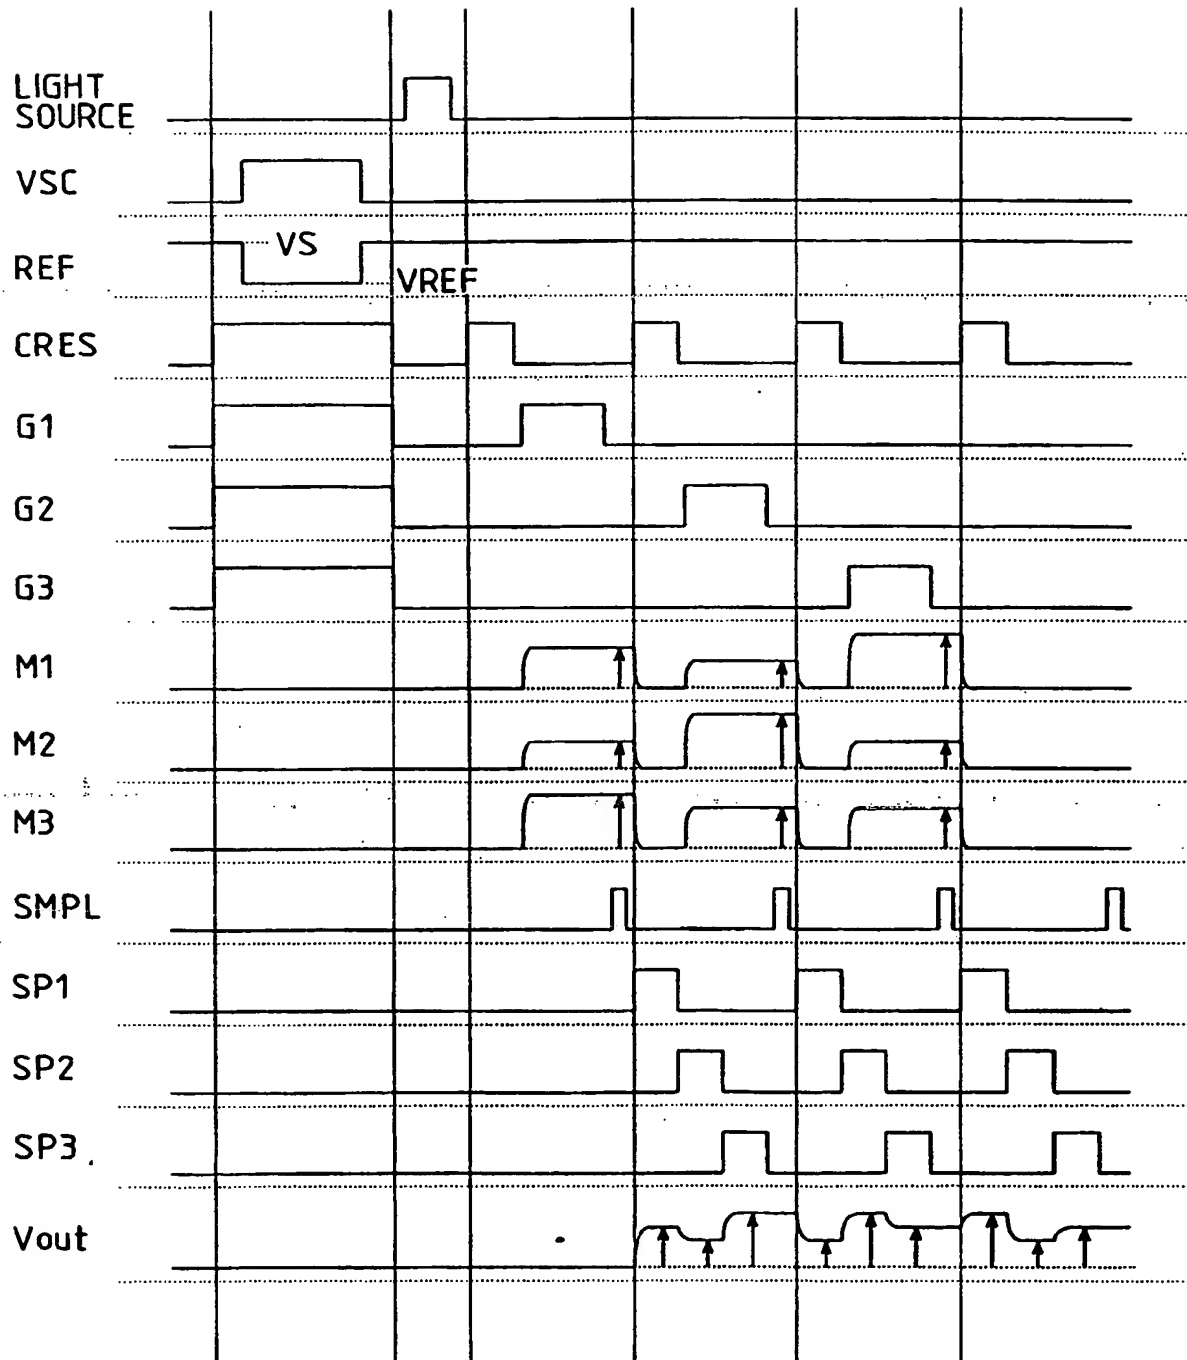 LIGHT
SOURCE
VSC
VS
REF
VREF
CRES
G1
G2
G3
M1
M2
M3
SMPL
SP1
SP2
SP3
Vout